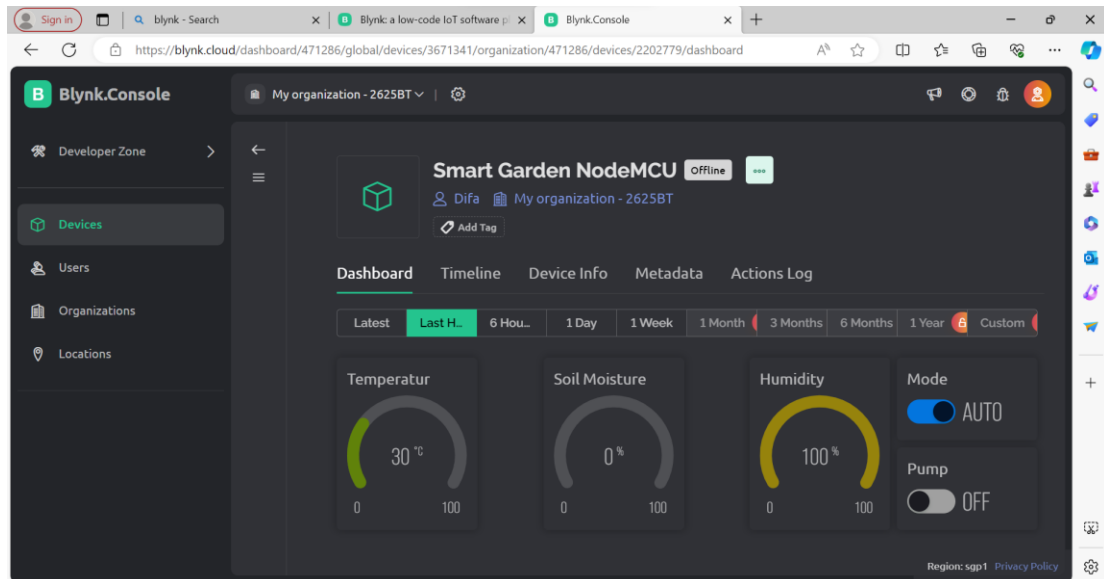 Sign in
blynk - Search
Blynk: a low-code IoT software p
Blynk.Console
https://blynk.cloud/dashboard/471286/global/devices/3671341/organization/471286/devices/2202779/dashboard
B Blynk.Console
My organization - 2625BT
Developer Zone
Devices
Users
Organizations
Locations
Smart Garden NodeMCU Offline
Difa My organization - 2625BT
Add Tag
Dashboard Timeline Device Info Metadata Actions Log
Latest Last H... 6 Hou... 1 Day 1 Week 1 Month 3 Months 6 Months 1 Year Custom
Temperatur Soil Moisture Humidity Mode
AUTO
30 °C 0 % 100 %
Pump
OFF
0 100 0 100 0 100
Region: sgp1 Privacy Policy